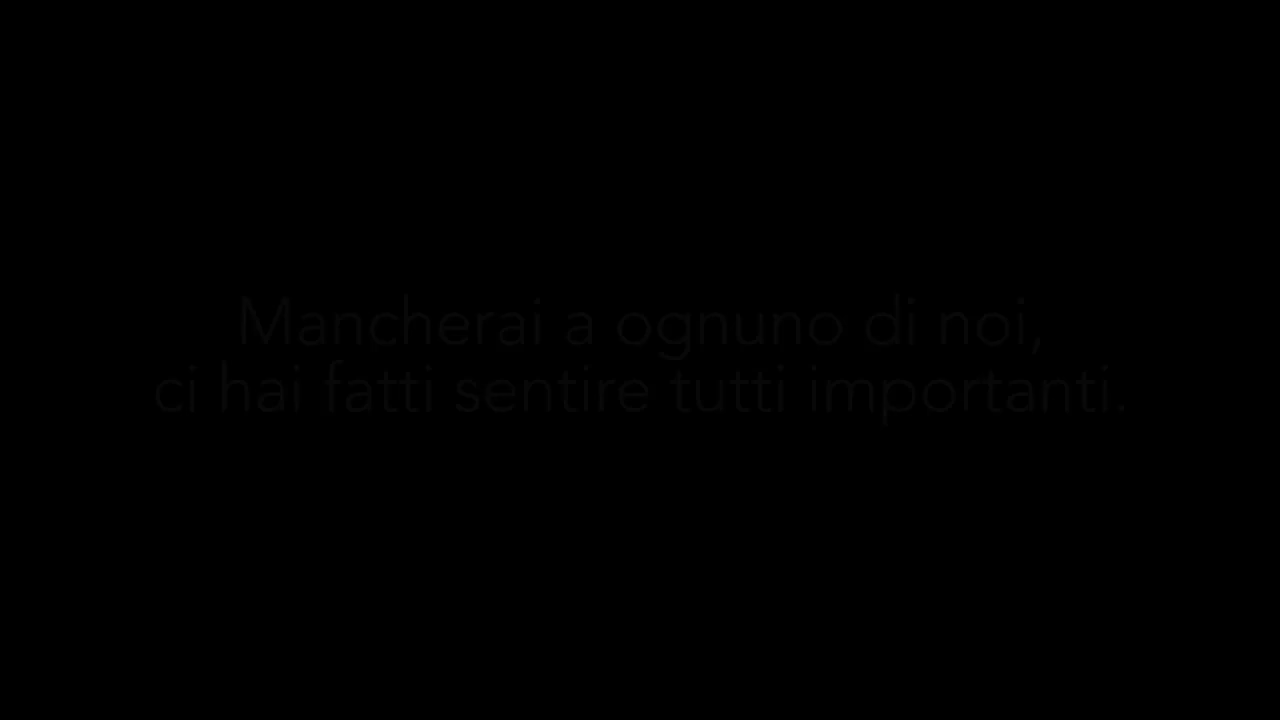 Mancherai a ognuno di noi,
ci hai fatti sentire tutti importanti.